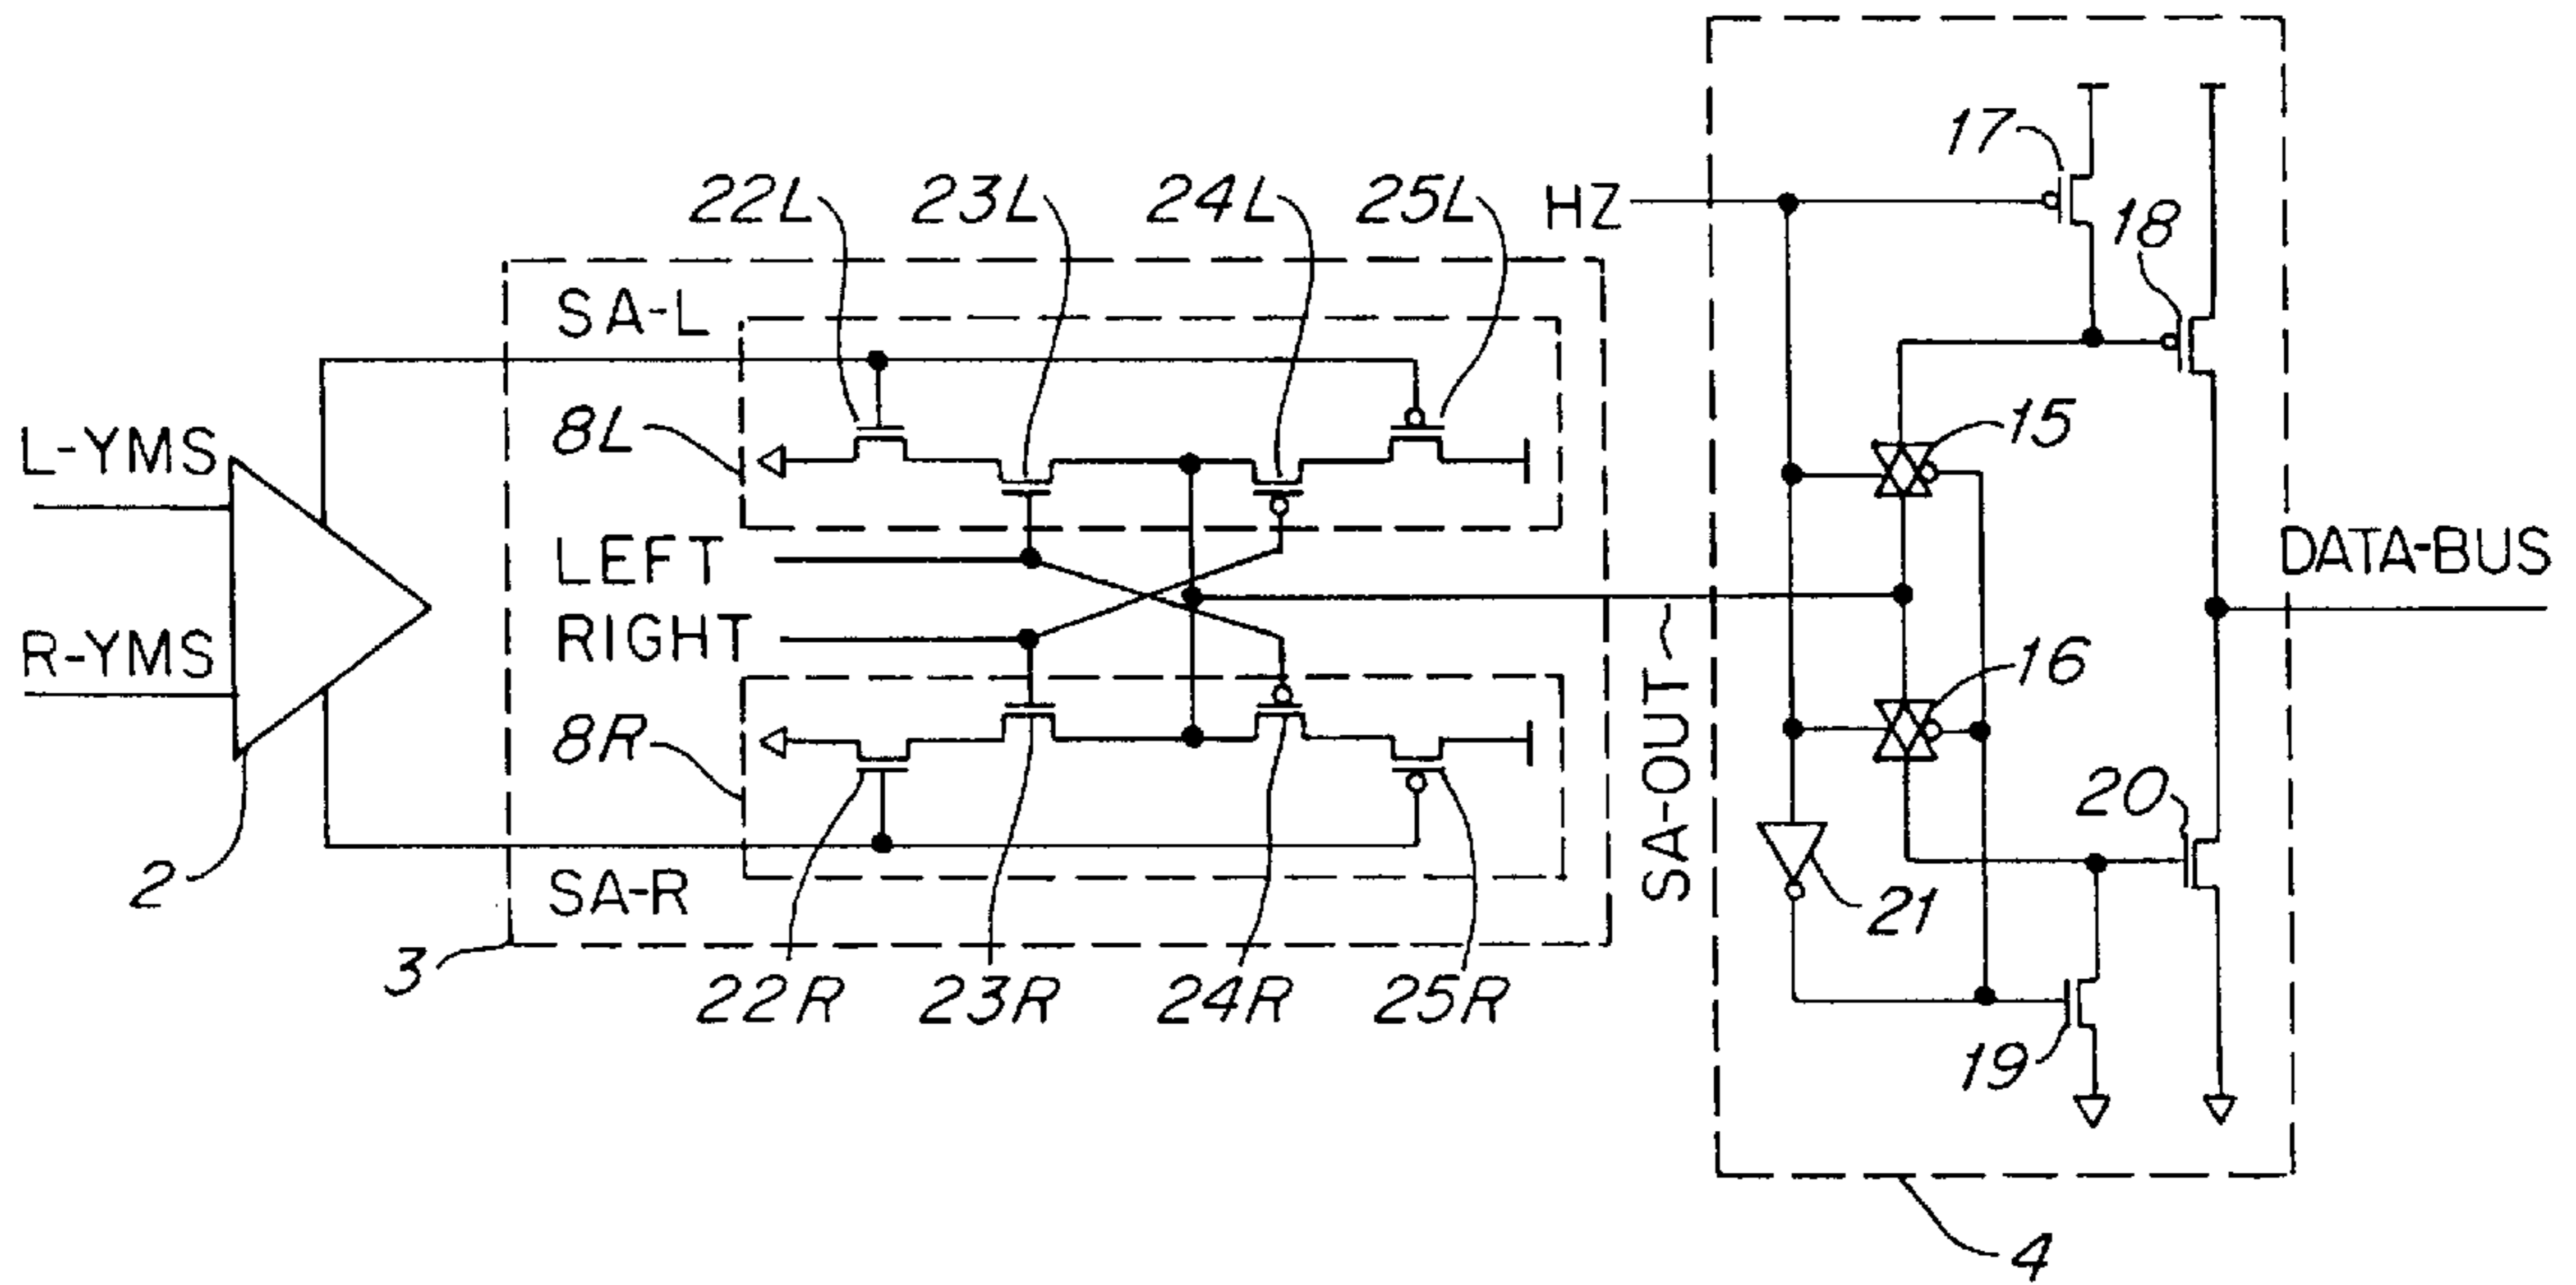 17
22L 23L 24L 25L HZ
18
SA-L
15
L-YMS
8L
DATA-BUS
LEFT
RIGHT
R-YMS
16
8R
SA-OUT
20
2
SA-R
21
3
22R 23R 24R 25R
19
4